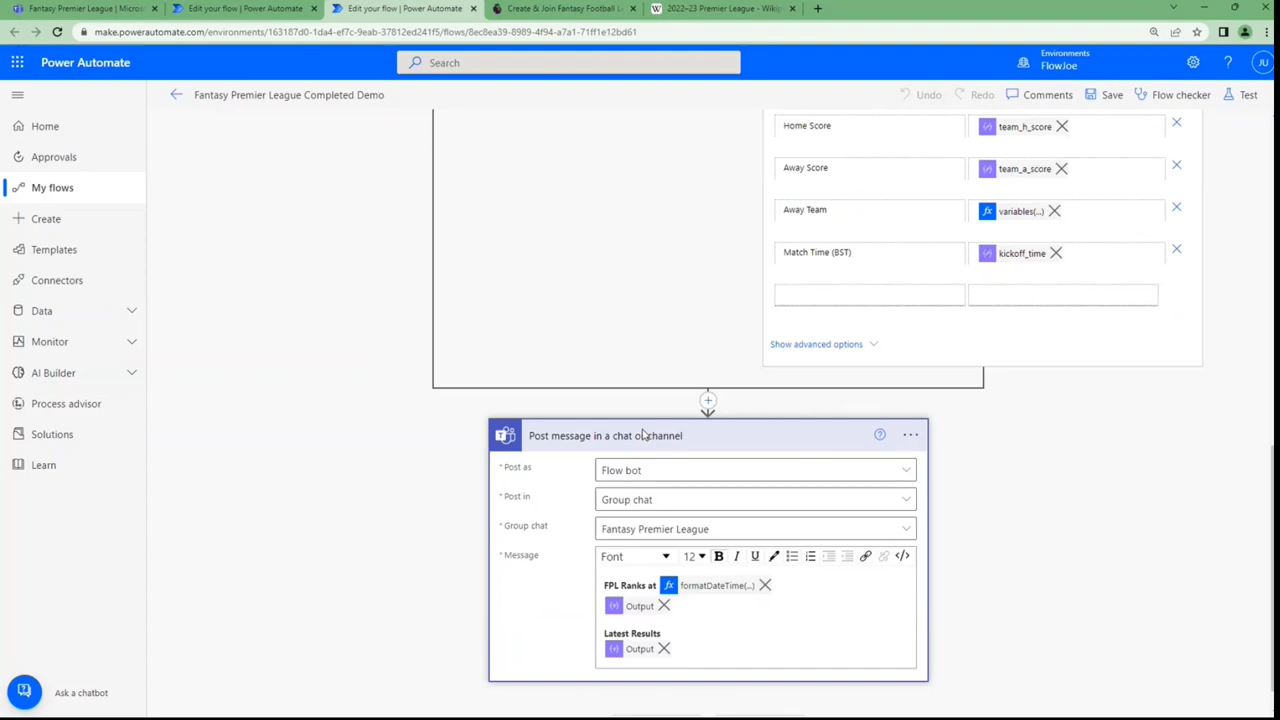 Fantasy Premier League | Micros
Edit your flow | Power Automate
Edit your flow | Power Automate
Create & Join Fantasy Football L
2022–23 Premier League - Wikip
make.powerautomate.com/environments/163187d0-1da4-ef7c-9eab-37812ed241f5/flows/8ec8ea39-8989-4f94-a7a1-71ff1e12bd61
Power Automate
Search
Environments
FlowJoe
JU
Fantasy Premier League Completed Demo
Undo
Redo
Comments
Save
Flow checker
Test
Home
Approvals
My flows
Create
Templates
Connectors
Data
Monitor
AI Builder
Process advisor
Solutions
Learn
Ask a chatbot
Home Score team_h_score
Away Score team_a_score
Away Team fx variables(...)
Match Time (BST) kickoff_time
Show advanced options
Post message in a chat or channel
* Post as Flow bot
* Post in Group chat
* Group chat Fantasy Premier League
* Message Font 12 B I U </>
FPL Ranks at fx formatDateTime(...)
Output
Latest Results
Output